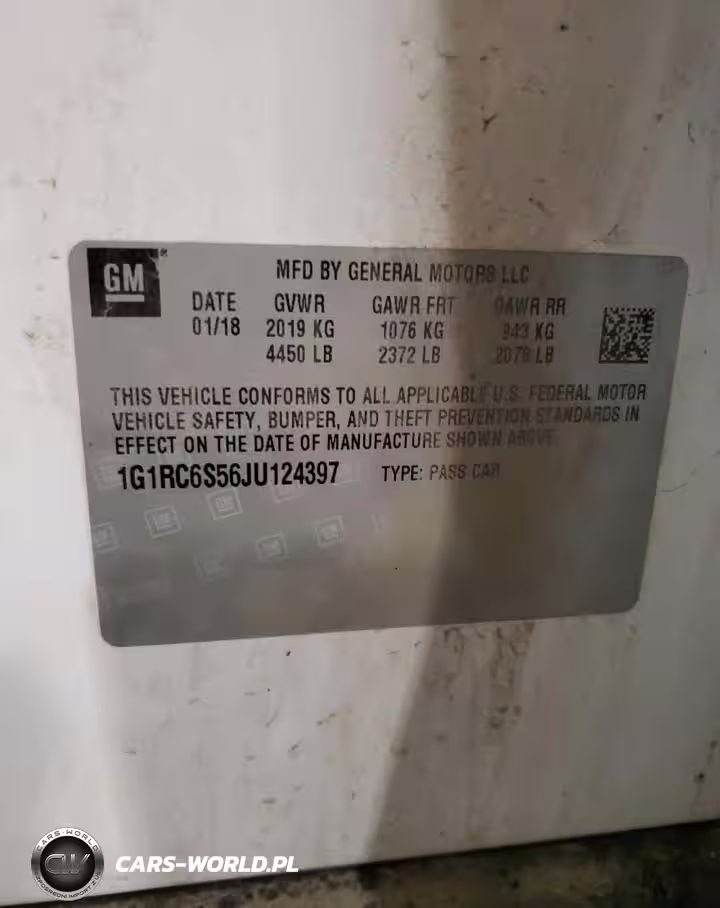 GM
MFD BY GENERAL MOTORS LLC
DATE GVWR GAWR FRT GAWR RR
01/18 2019 KG 1076 KG 943 KG
4450 LB 2372 LB 2079 LB
THIS VEHICLE CONFORMS TO ALL APPLICABLE U.S. FEDERAL MOTOR
VEHICLE SAFETY, BUMPER, AND THEFT PREVENTION STANDARDS IN
EFFECT ON THE DATE OF MANUFACTURE SHOWN ABOVE.
1G1RC6S56JU124397 TYPE: PASS CAR
CARS-WORLD
CW
CARS-WORLD.PL